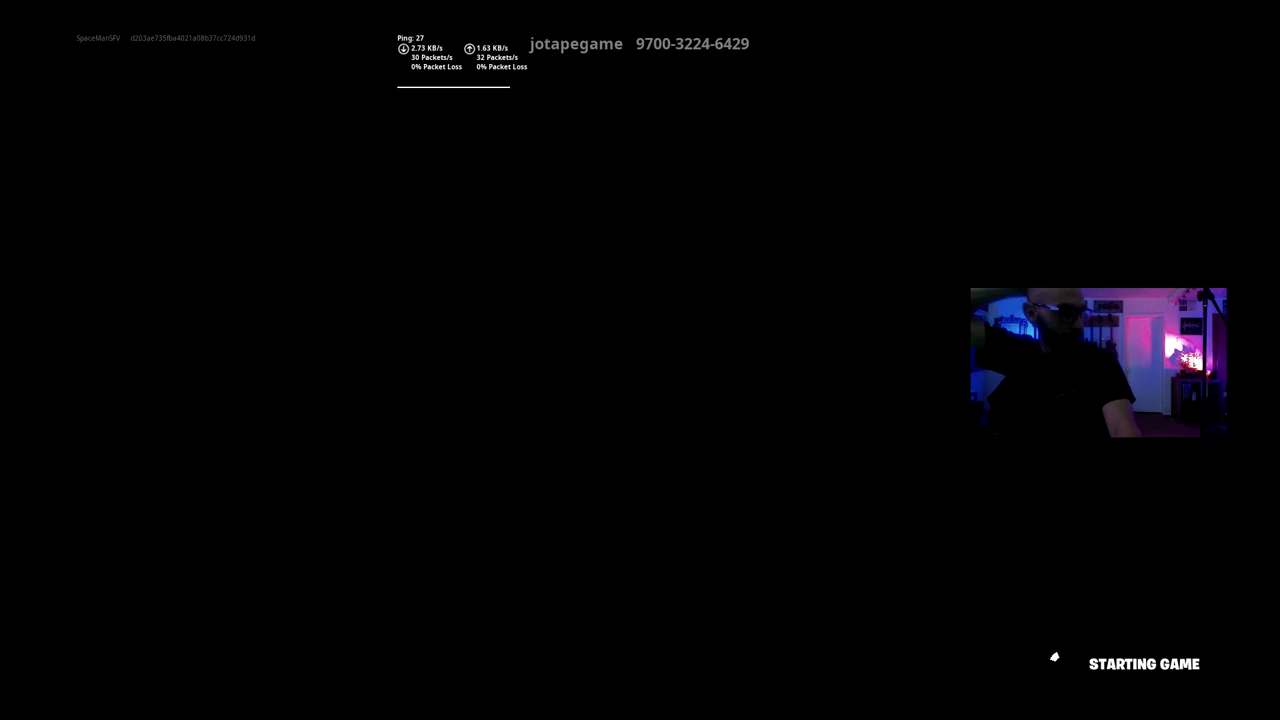 SpaceManSFV d203ae735fba4021a08b37cc724d931d
Ping: 27
2.73 KB/s 1.63 KB/s
30 Packets/s 32 Packets/s
0% Packet Loss 0% Packet Loss
jotapegame 9700-3224-6429
STARTING GAME